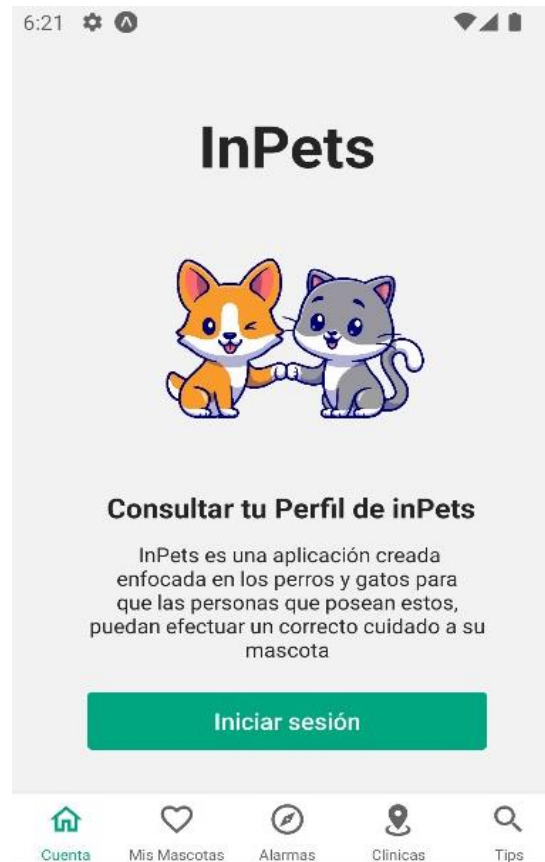 6:21
InPets
Consultar tu Perfil de inPets
InPets es una aplicación creada
enfocada en los perros y gatos para
que las personas que posean estos,
puedan efectuar un correcto cuidado a su
mascota
Iniciar sesión
Cuenta Mis Mascotas Alarmas Clinicas Tips